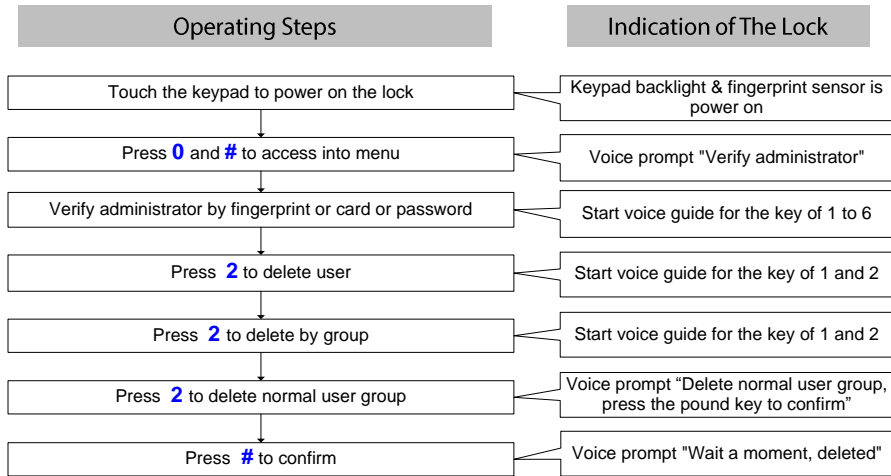 Operating Steps
Indication of The Lock
Touch the keypad to power on the lock
Keypad backlight & fingerprint sensor is
power on
Press 0 and # to access into menu
Voice prompt "Verify administrator"
Verify administrator by fingerprint or card or password
Start voice guide for the key of 1 to 6
Press 2 to delete user
Start voice guide for the key of 1 and 2
Press 2 to delete by group
Start voice guide for the key of 1 and 2
Press 2 to delete normal user group
Voice prompt “Delete normal user group,
press the pound key to confirm”
Press # to confirm
Voice prompt "Wait a moment, deleted"